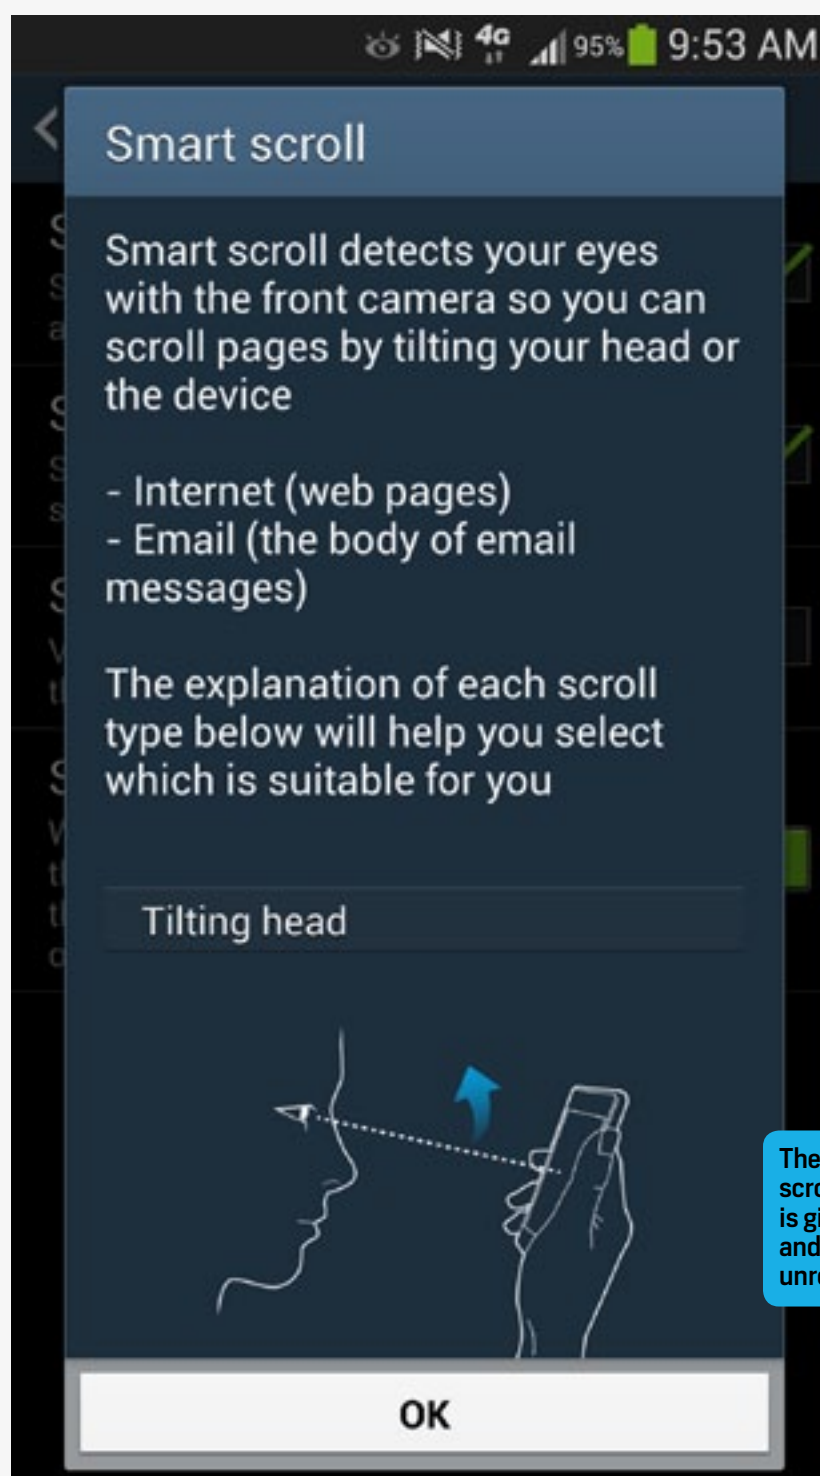 4G 95% 9:53 AM
Smart scroll
Smart scroll detects your eyes
with the front camera so you can
scroll pages by tilting your head or
the device
- Internet (web pages)
- Email (the body of email
messages)
The explanation of each scroll
type below will help you select
which is suitable for you
Tilting head
The
is
and
OK